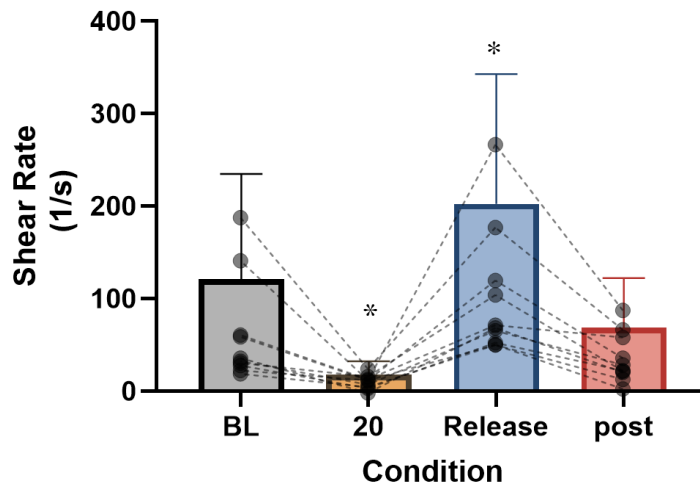 400
300
200
100
0
Shear Rate
(1/s)
*
*
BL 20 Release post
Condition